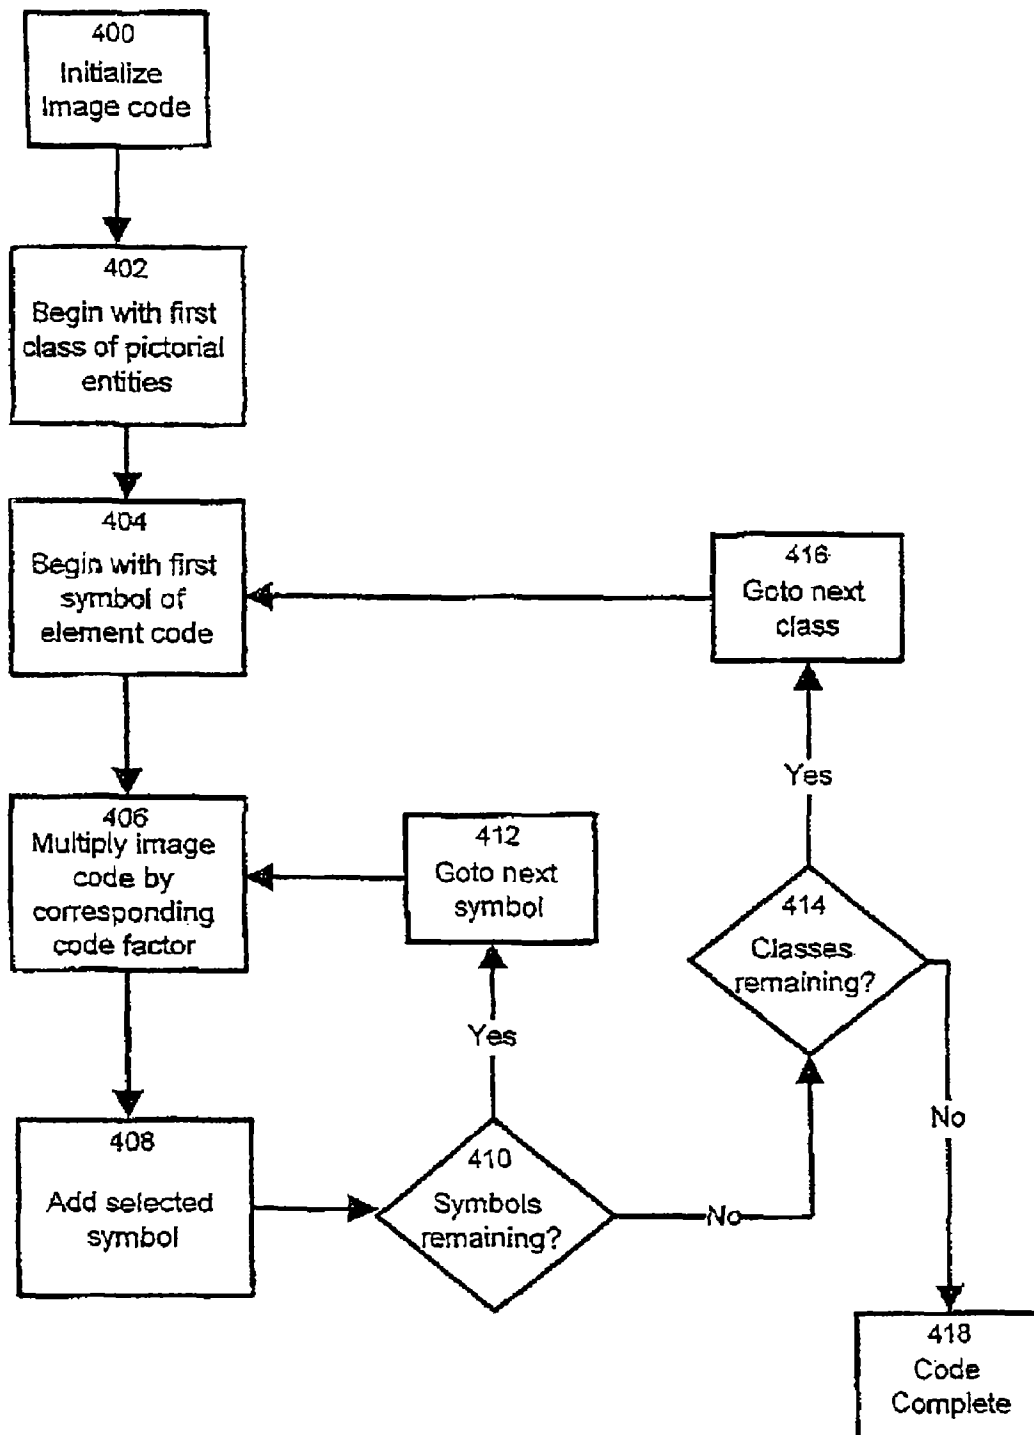 400
Initialize
Image code
402
Begin with first
class of pictorial
entities
404
Begin with first
symbol of
element code
416
Goto next
class
Yes
406
Multiply image
code by
corresponding
code factor
412
Goto next
symbol
414
Classes
remaining?
Yes
No
408
Add selected
symbol
410
Symbols
remaining?
No
418
Code
Complete